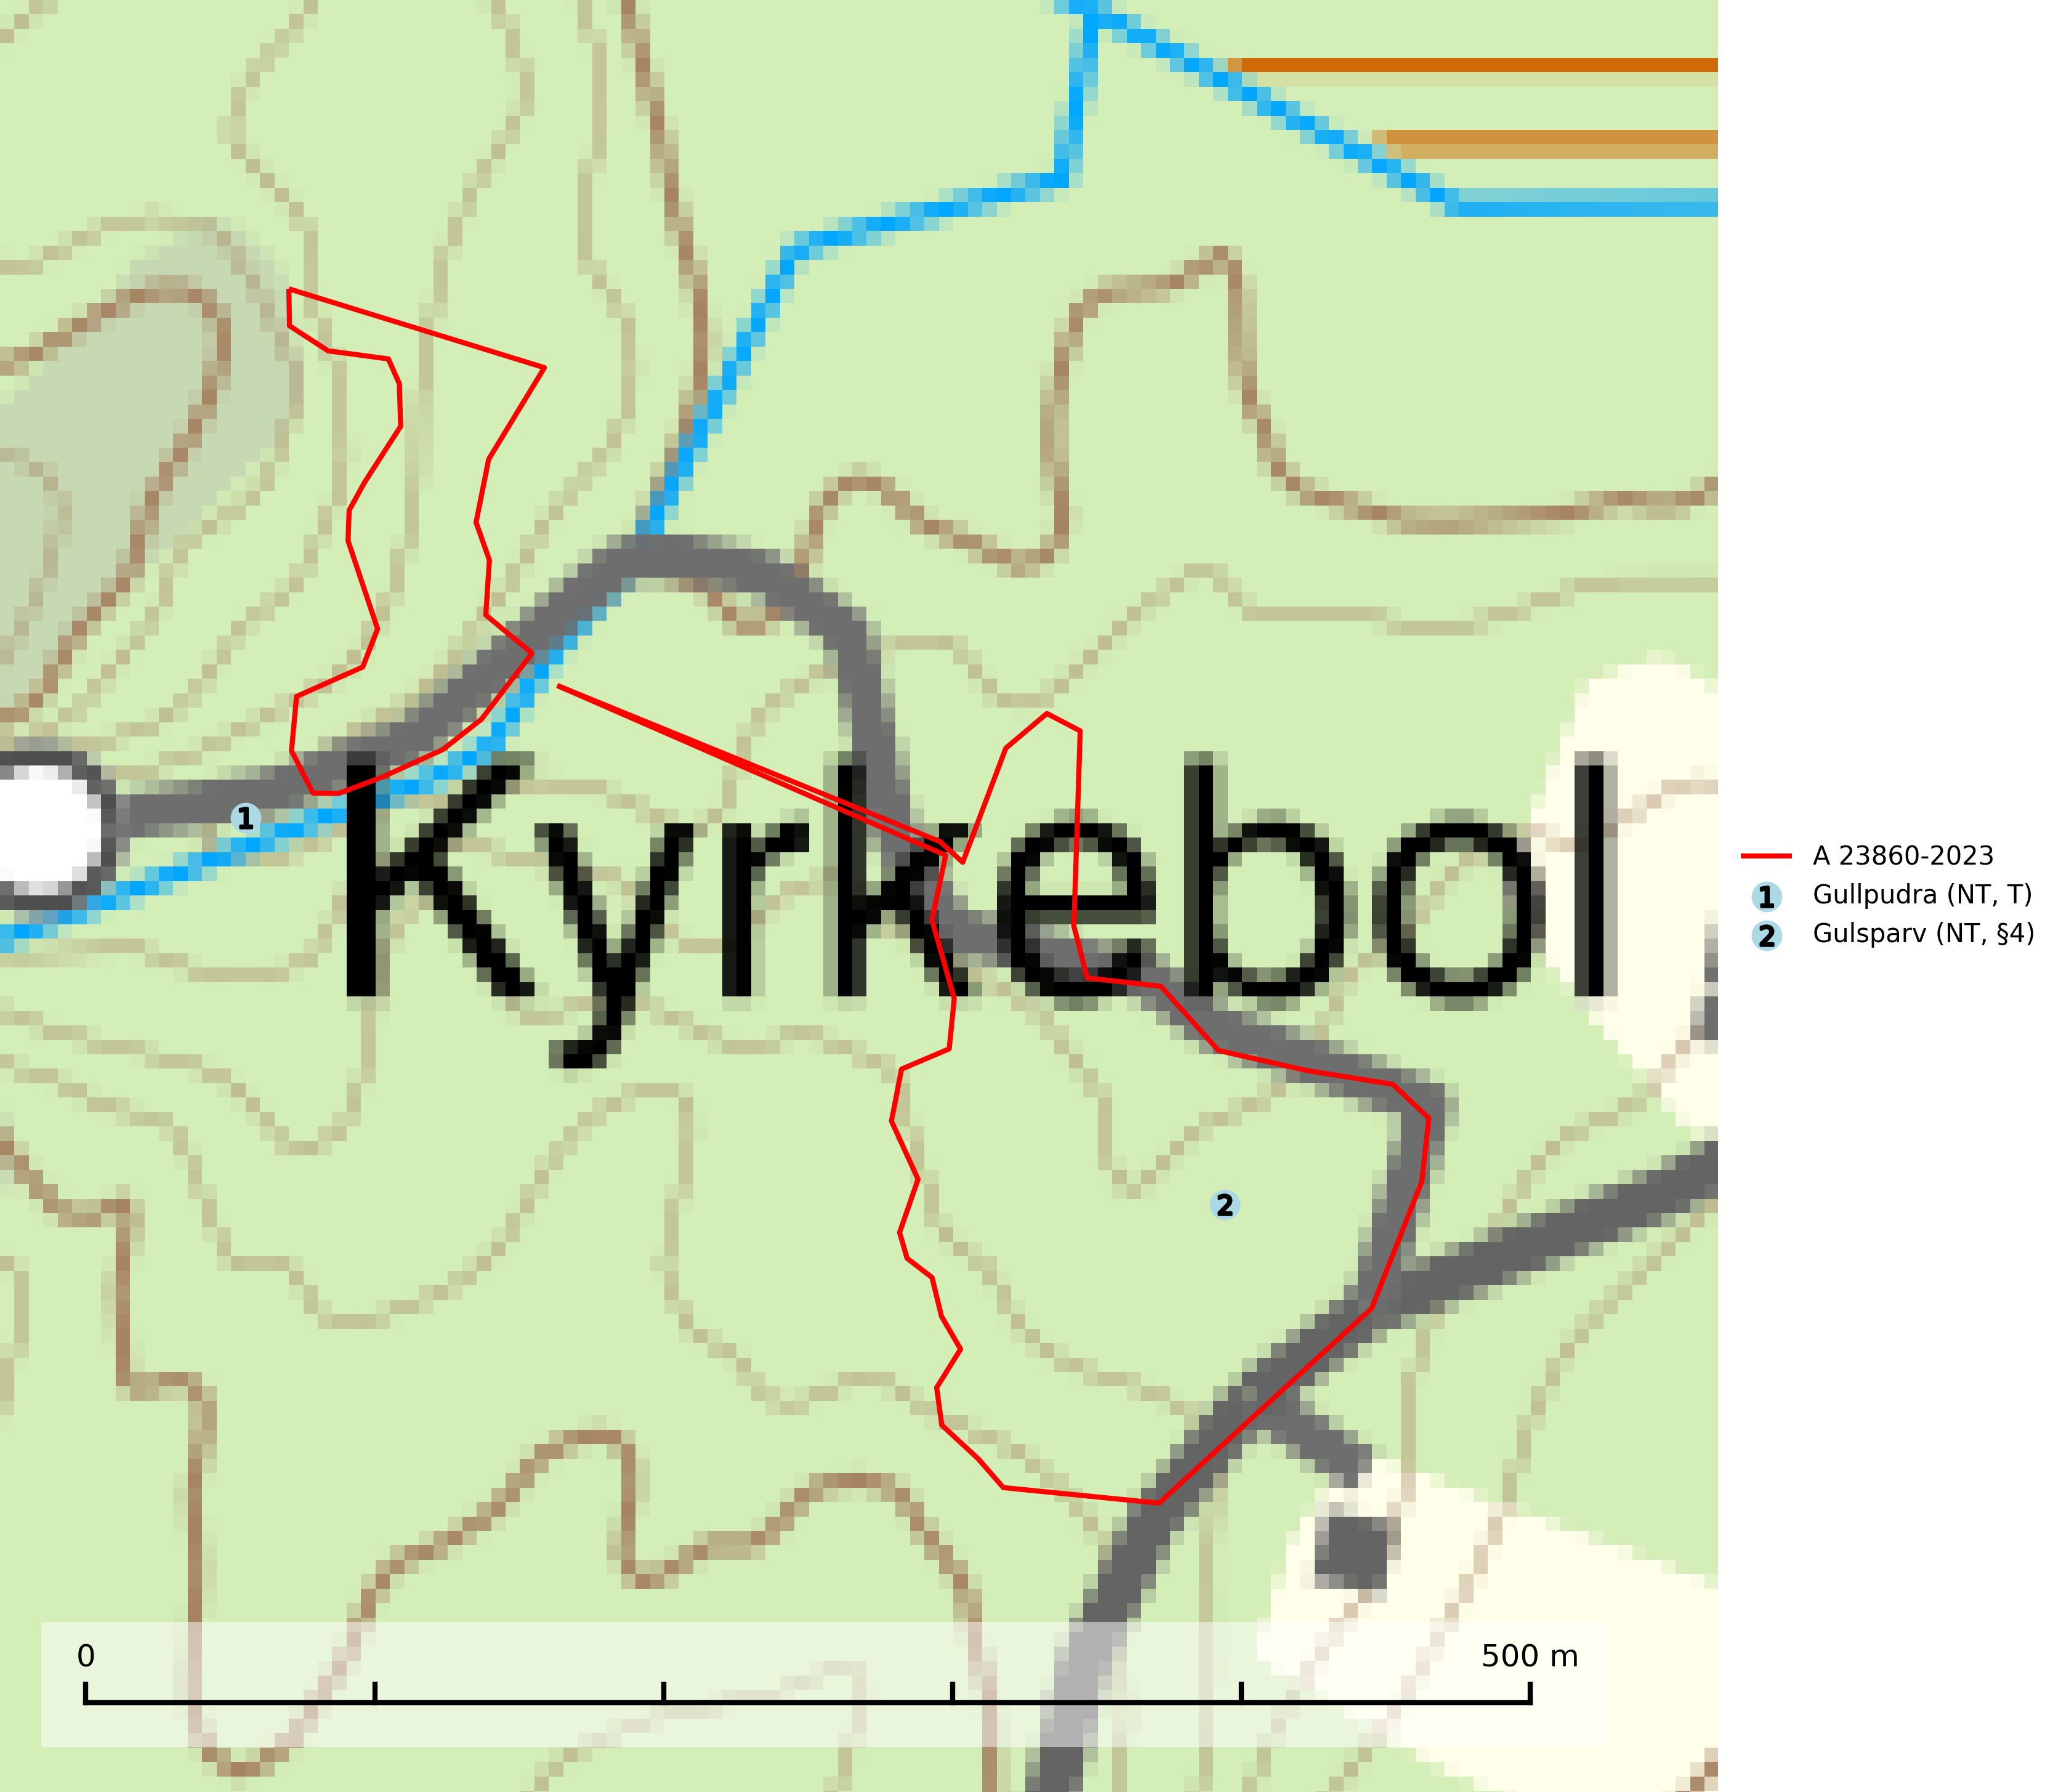 1
Kyrkebol
2
0
500 m
A 23860-2023
1 Gullpudra (NT, T)
2 Gulsparv (NT, §4)